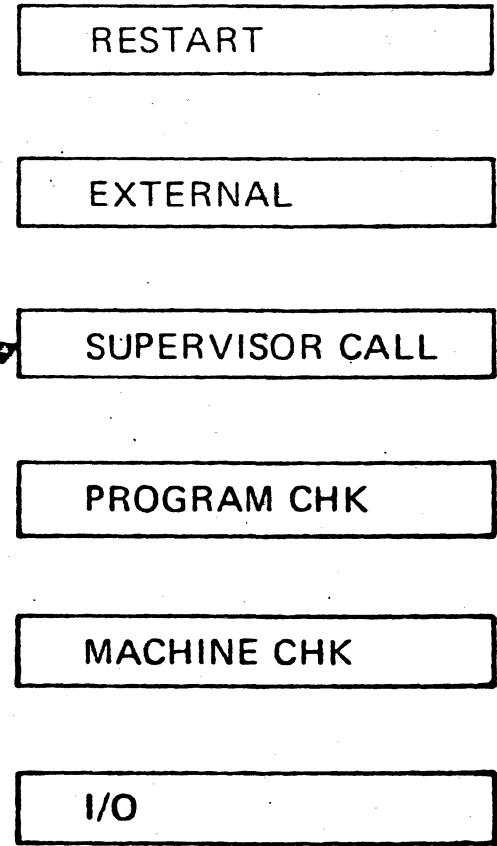 RESTART
EXTERNAL
SUPERVISOR CALL
PROGRAM CHK
MACHINE CHK
I/O